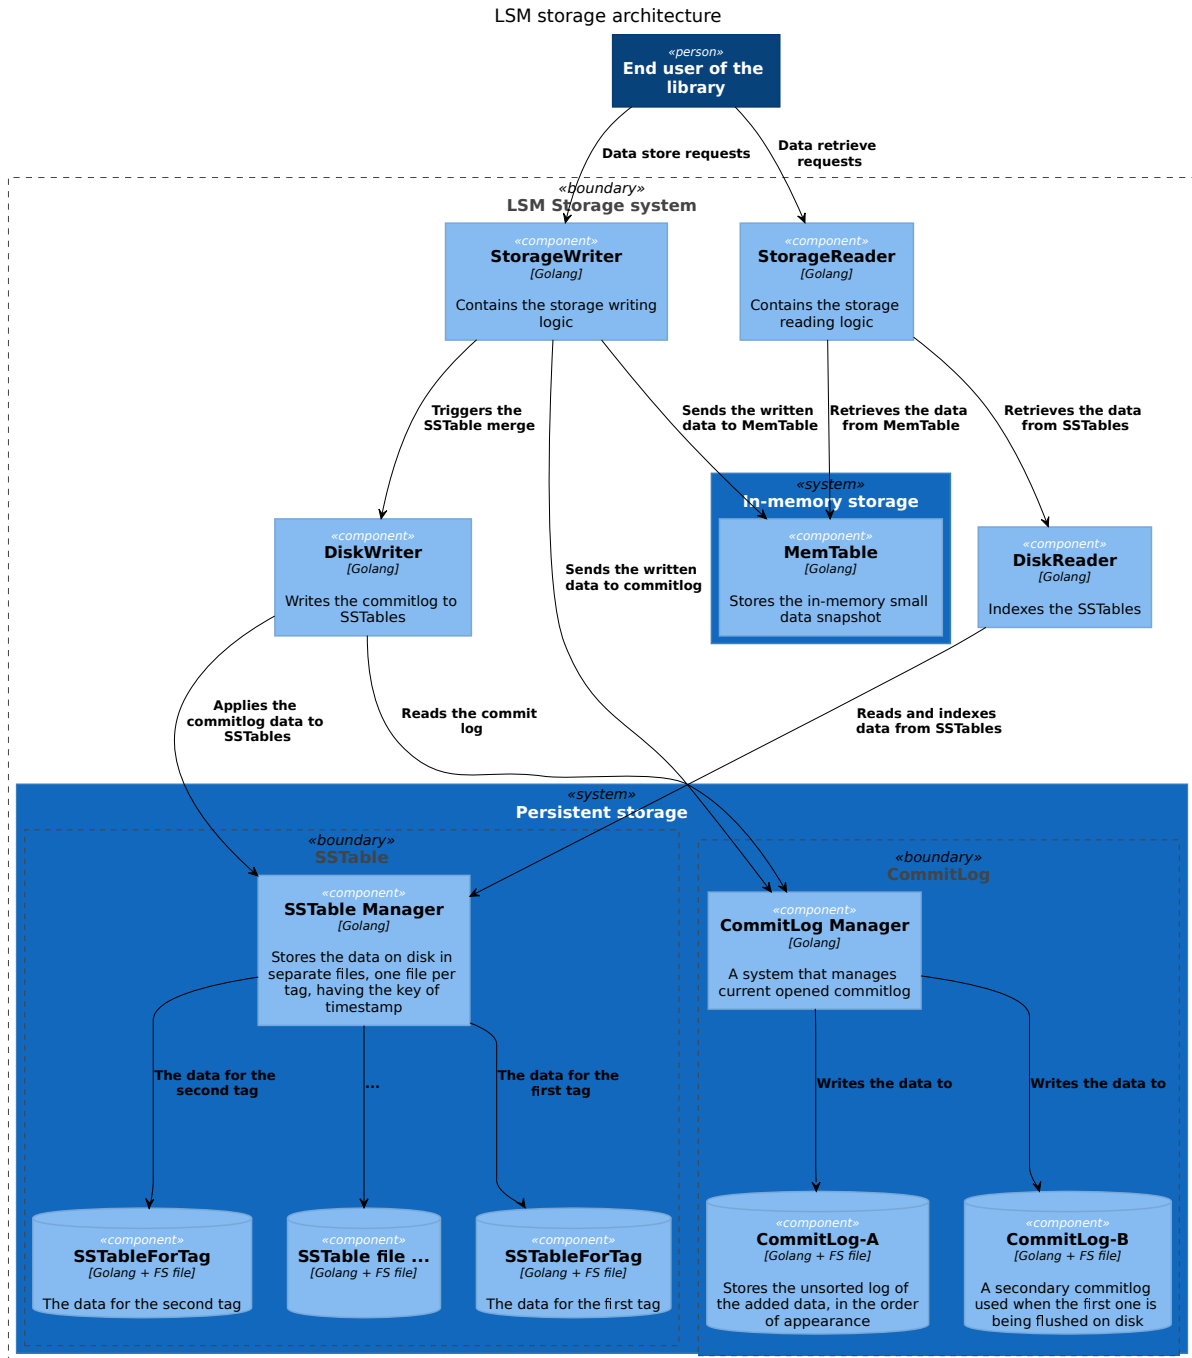 LSM storage architecture
«person»
End user of the
library
Data store requests
Data retrieve
requests
«boundary»
LSM Storage system
«component»
StorageWriter
[Golang]
Contains the storage writing
logic
«component»
StorageReader
[Golang]
Contains the storage
reading logic
Triggers the
SSTable merge
Sends the written
data to MemTable
Retrieves the data
from MemTable
Retrieves the data
from SSTables
«system»
In-memory storage
«component»
DiskWriter
[Golang]
Writes the commitlog to
SSTables
Sends the written
data to commitlog
«component»
MemTable
[Golang]
Stores the in-memory small
data snapshot
«component»
DiskReader
[Golang]
Indexes the SSTables
Applies the
commitlog data to
SSTables
Reads the commit
log
Reads and indexes
data from SSTables
«system»
Persistent storage
«boundary»
SSTable
«boundary»
CommitLog
«component»
SSTable Manager
[Golang]
Stores the data on disk in
separate files, one file per
tag, having the key of
timestamp
«component»
CommitLog Manager
[Golang]
A system that manages
current opened commitlog
The data for the
second tag
...
The data for the
first tag
Writes the data to
Writes the data to
«component»
SSTableForTag
[Golang + FS file]
The data for the second tag
«component»
SSTable file ...
[Golang + FS file]
«component»
SSTableForTag
[Golang + FS file]
The data for the first tag
«component»
CommitLog-A
[Golang + FS file]
Stores the unsorted log of
the added data, in the order
of appearance
«component»
CommitLog-B
[Golang + FS file]
A secondary commitlog
used when the first one is
being flushed on disk